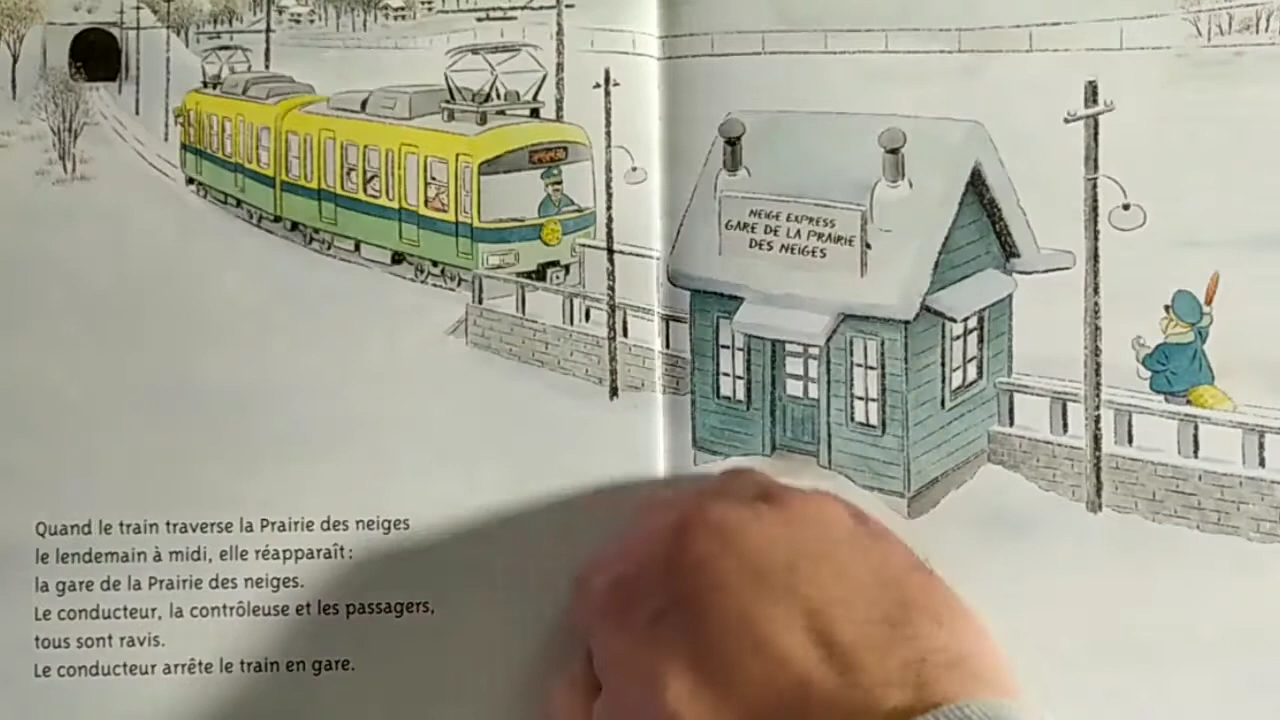 NEIGE EXPRESS
GARE DE LA PRAIRIE
DES NEIGES
Quand le train traverse la Prairie des neiges
le lendemain à midi, elle réapparaît :
la gare de la Prairie des neiges.
Le conducteur, la contrôleuse et les passagers,
tous sont ravis.
Le conducteur arrête le train en gare.